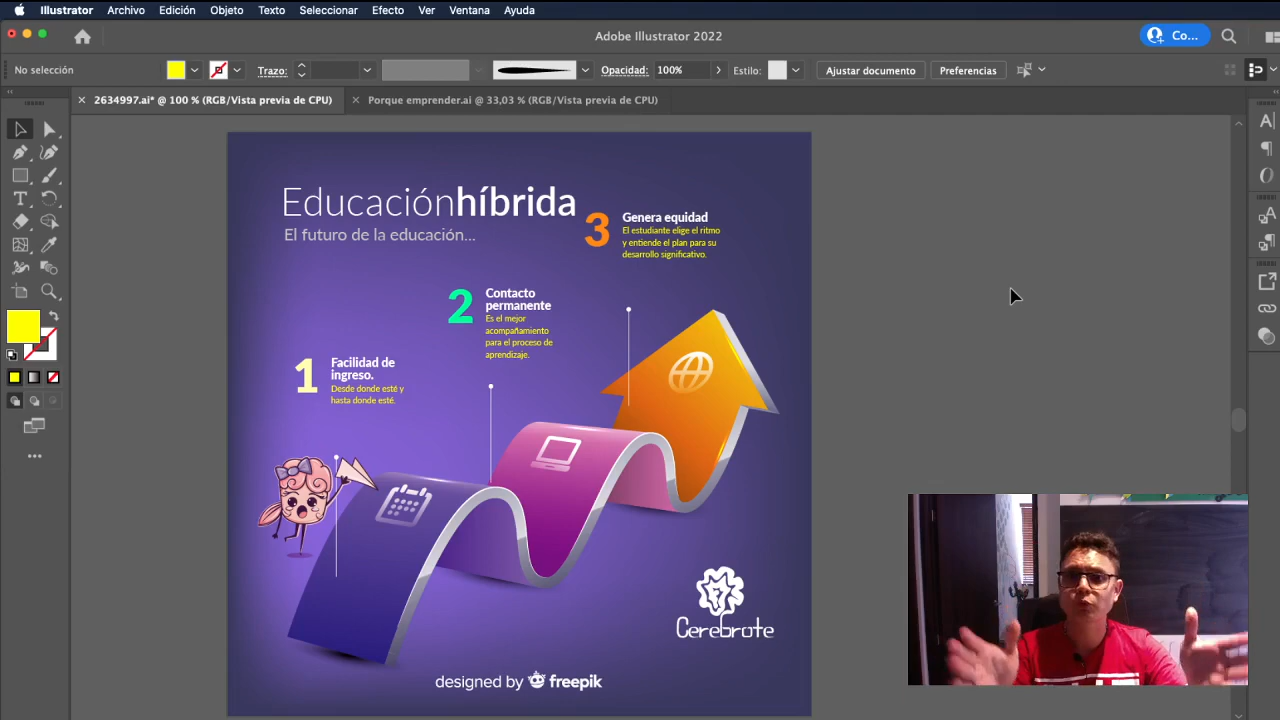 Illustrator Archivo Edición Objeto Texto Seleccionar Efecto Ver Ventana Ayuda
Adobe Illustrator 2022
Co...
No selección
Trazo:
Opacidad: 100%
Estilo:
Ajustar documento
Preferencias
2634997.ai* @ 100 % (RGB/Vista previa de CPU)
Porque emprender.ai @ 33,03 % (RGB/Vista previa de CPU)
Educaciónhíbrida
El futuro de la educación...
3
Genera equidad
El estudiante elige el ritmo
y entiende el plan para su
desarrollo significativo.
2
Contacto
permanente
Es el mejor
acompañamiento
para el proceso de
aprendizaje.
1
Facilidad de
ingreso.
Desde donde esté y
hasta donde esté.
Cerebrote
designed by freepik